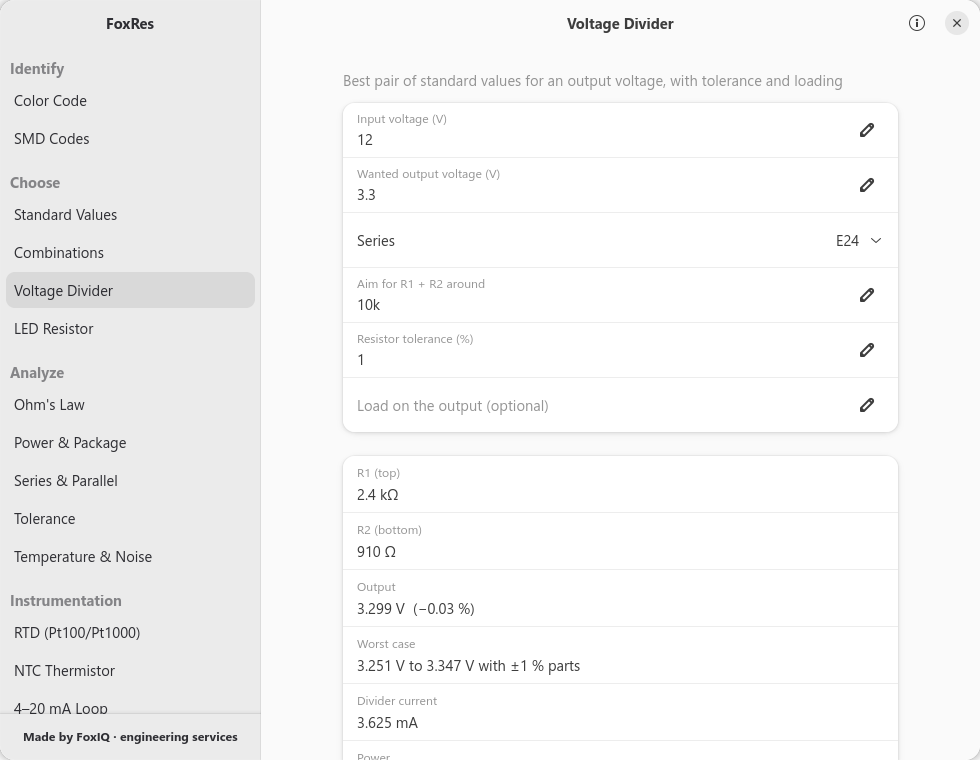 FoxRes
Voltage Divider
Identify
Color Code
SMD Codes
Choose
Standard Values
Combinations
Voltage Divider
LED Resistor
Analyze
Ohm's Law
Power & Package
Series & Parallel
Tolerance
Temperature & Noise
Instrumentation
RTD (Pt100/Pt1000)
NTC Thermistor
4–20 mA Loop
Made by FoxIQ · engineering services
Best pair of standard values for an output voltage, with tolerance and loading
Input voltage (V)
12
Wanted output voltage (V)
3.3
Series E24
Aim for R1 + R2 around
10k
Resistor tolerance (%)
1
Load on the output (optional)
R1 (top)
2.4 kΩ
R2 (bottom)
910 Ω
Output
3.299 V (−0.03 %)
Worst case
3.251 V to 3.347 V with ±1 % parts
Divider current
3.625 mA
Power